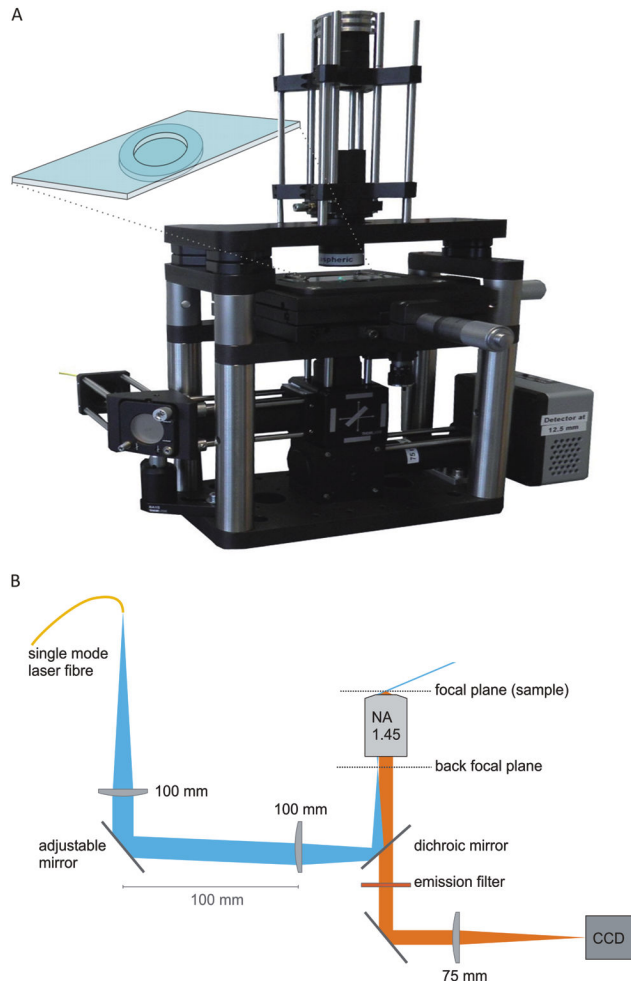 A
spheric
Detector at
12.5 mm
B
single mode
laser fibre
focal plane (sample)
NA
1.45
back focal plane
100 mm
100 mm
adjustable
mirror
dichroic mirror
100 mm
emission filter
CCD
75 mm